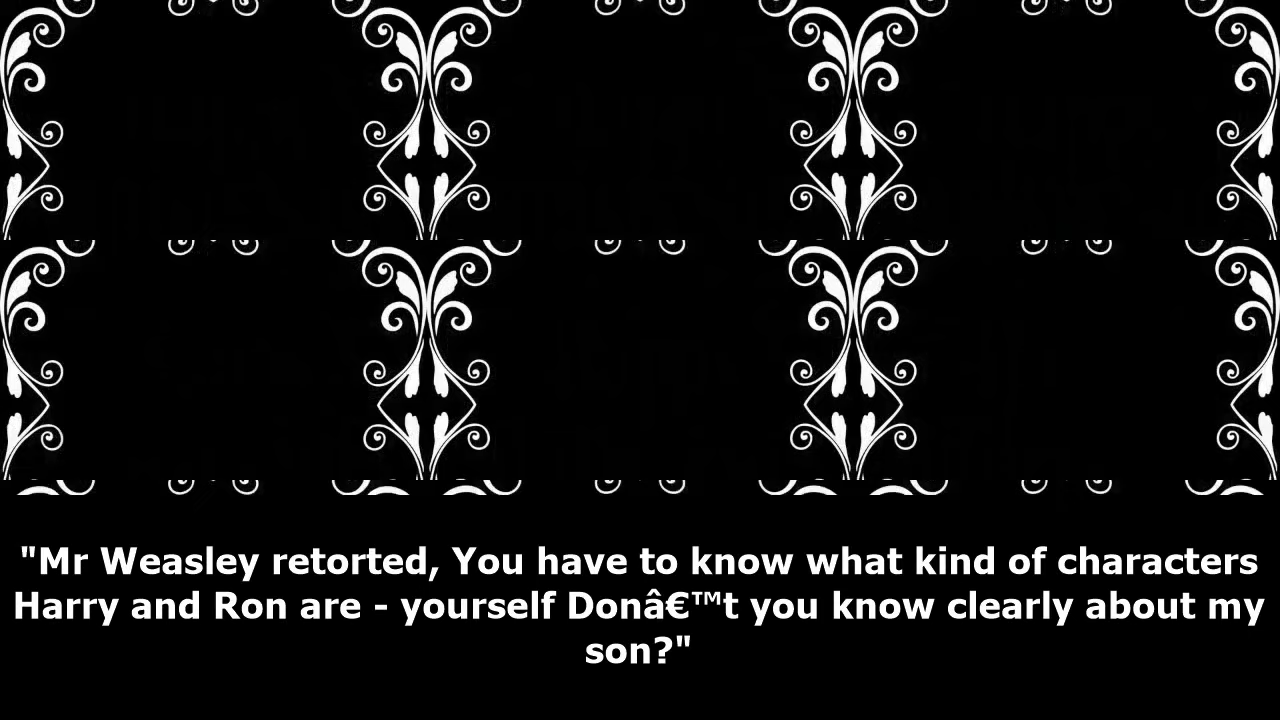 "Mr Weasley retorted, You have to know what kind of characters
Harry and Ron are - yourself Donâ€™t you know clearly about my
son?"